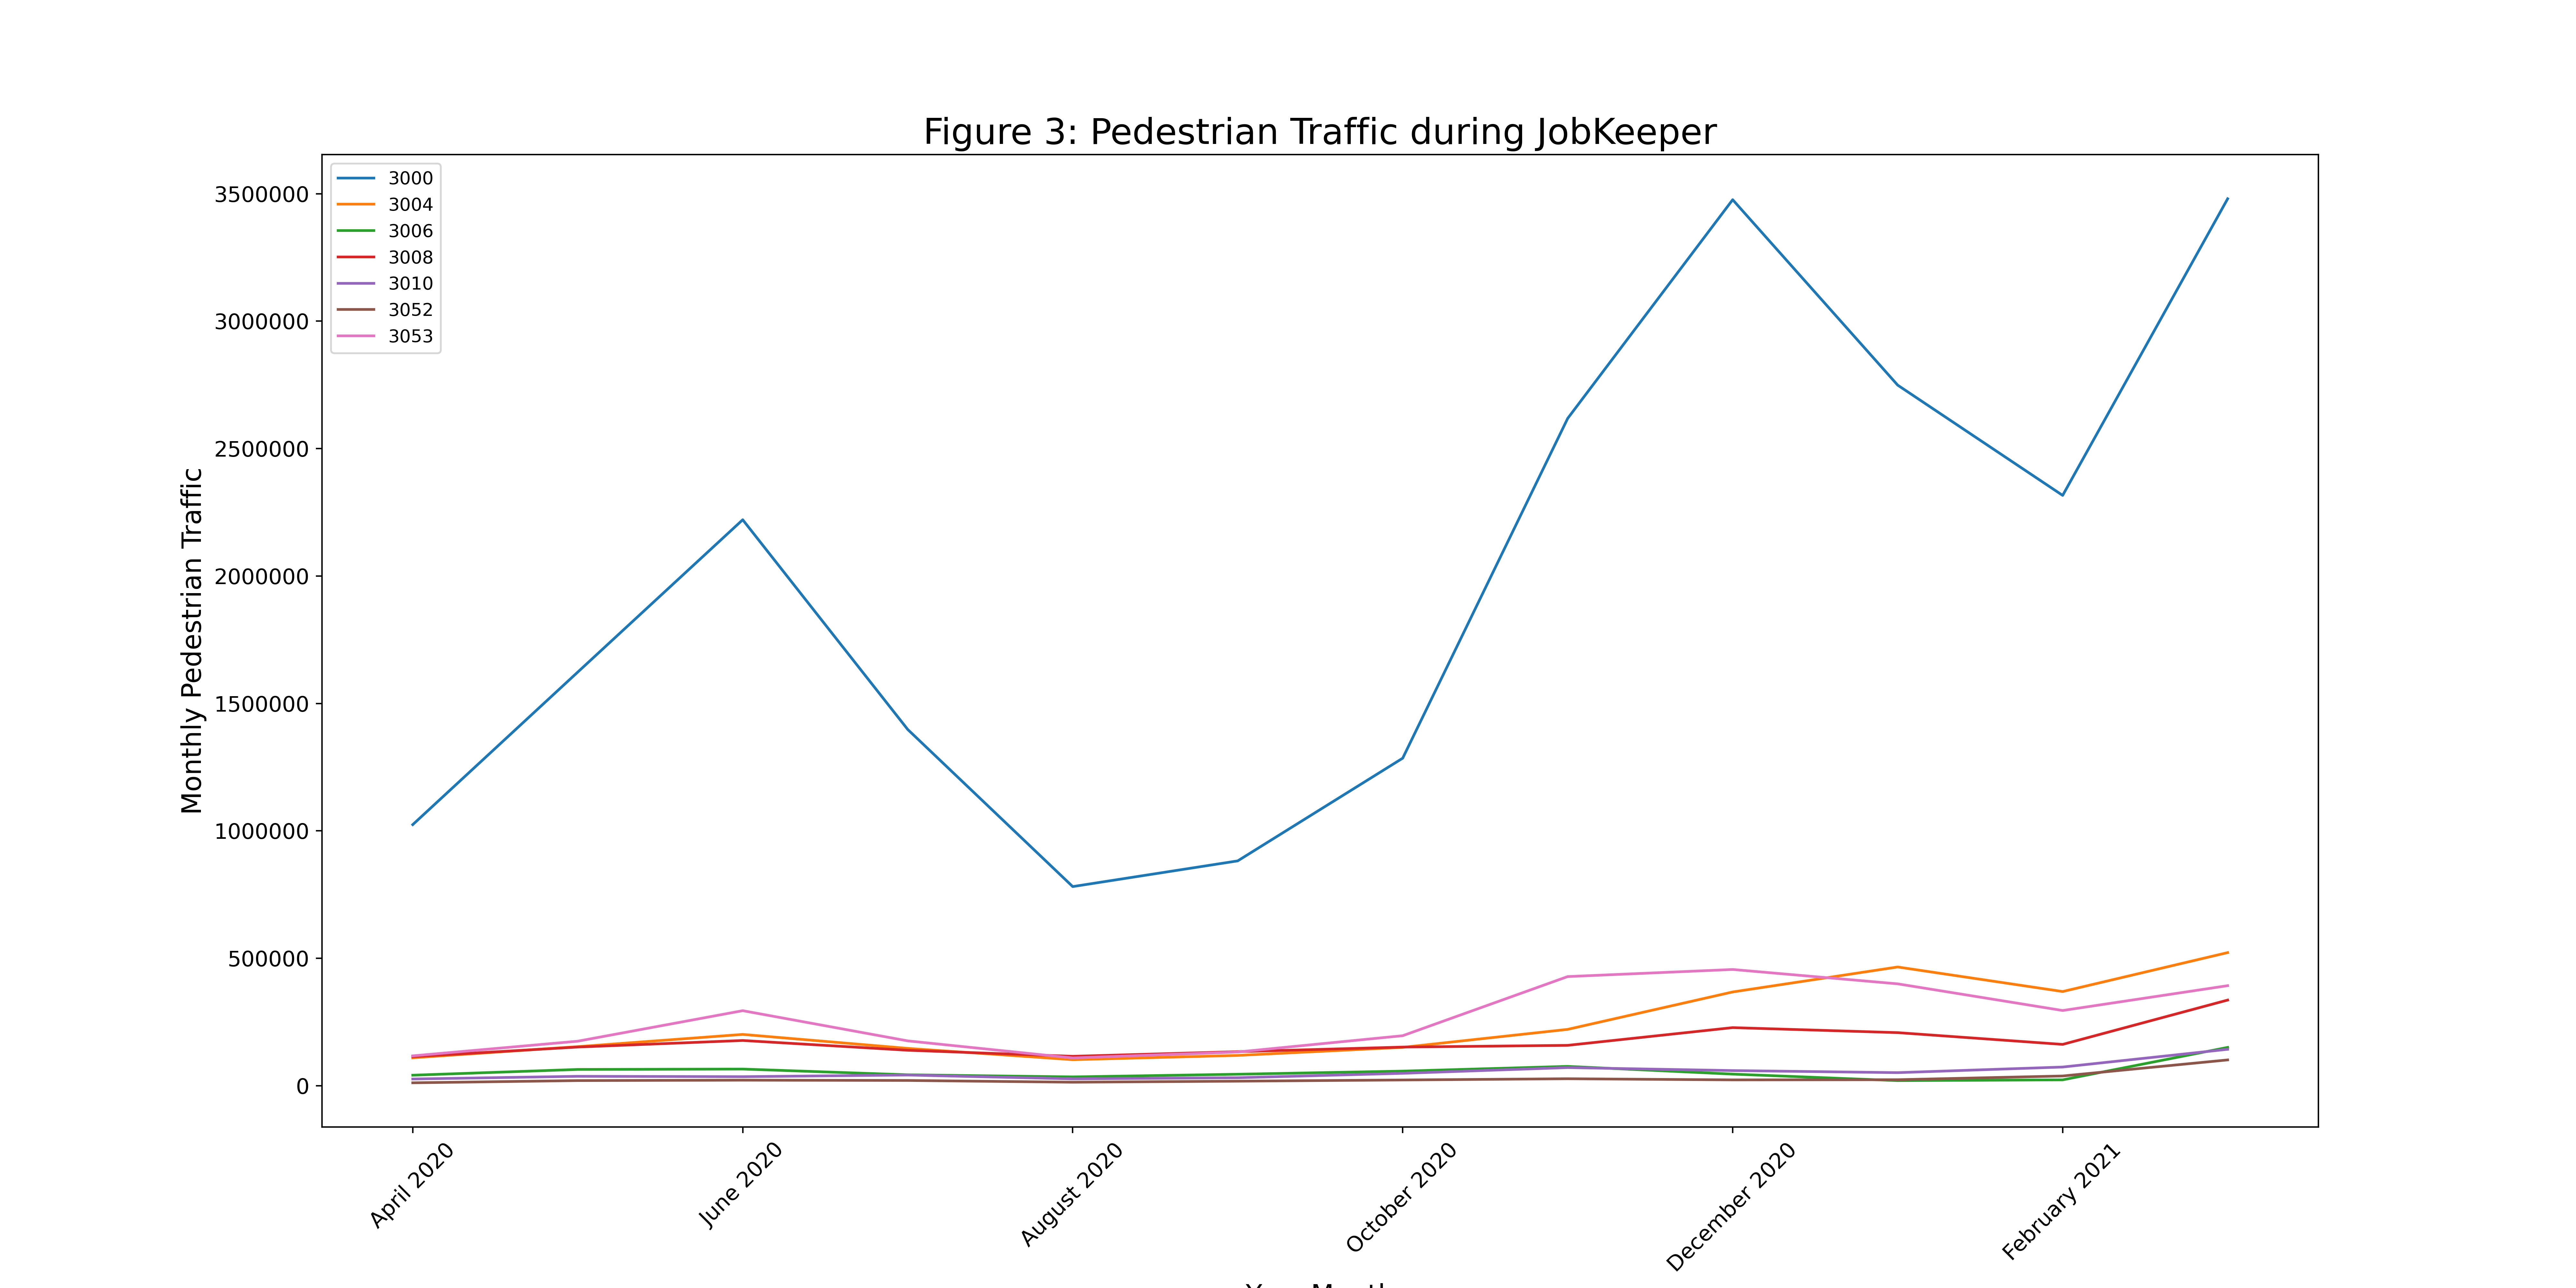 Figure 3: Pedestrian Traffic during JobKeeper
3000
3004
3006
3008
3010
3052
3053
3500000
3000000
2500000
2000000
1500000
1000000
500000
0
Monthly Pedestrian Traffic
April 2020
June 2020
August 2020
October 2020
December 2020
February 2021